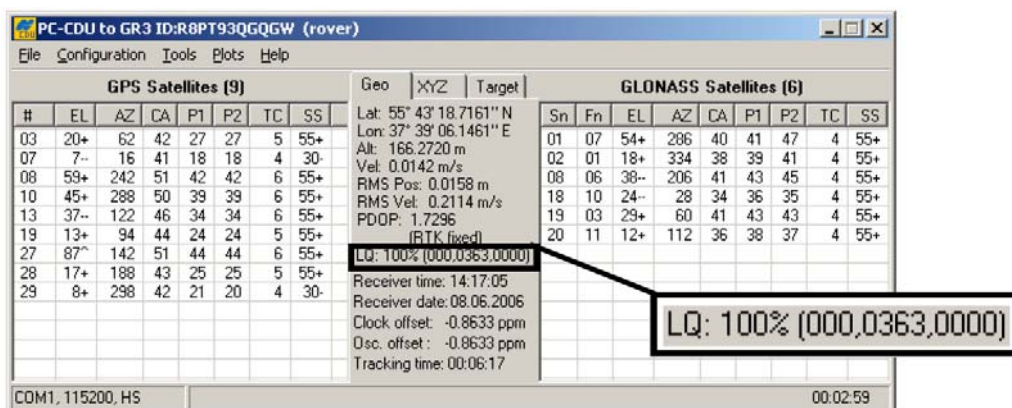 PC-CDU to GR3 ID:R8PT93QGQGW (rover)
File Configuration Tools Plots Help
GPS Satellites (9)
# EL AZ CA P1 P2 TC SS
03 20+ 62 42 27 27 5 55+
07 7-- 16 41 18 18 4 30-
08 59+ 242 51 42 42 6 55+
10 45+ 288 50 39 39 6 55+
13 37-- 122 46 34 34 6 55+
19 13+ 94 44 24 24 5 55+
27 87^ 142 51 44 44 6 55+
28 17+ 188 43 25 25 5 55+
29 8+ 298 42 21 20 4 30-
Geo XYZ Target
Lat: 55° 43' 18.7161'' N
Lon: 37° 39' 06.1461'' E
Alt: 166.2720 m
Vel: 0.0142 m/s
RMS Pos: 0.0158 m
RMS Vel: 0.2114 m/s
PDOP: 1.7296
(RTK fixed)
LQ: 100% (000,0363,0000)
Receiver time: 14:17:05
Receiver date: 08.06.2006
Clock offset: -0.8633 ppm
Osc. offset: -0.8633 ppm
Tracking time: 00:06:17
GLONASS Satellites (6)
Sn Fn EL AZ CA P1 P2 TC SS
01 07 54+ 286 40 41 47 4 55+
02 01 18+ 334 38 39 41 4 55+
08 06 38-- 206 41 43 45 4 55+
18 10 24-- 28 34 36 35 4 55+
19 03 29+ 60 41 43 43 4 55+
20 11 12+ 112 36 38 37 4 55+
LQ: 100% (000,0363,0000)
COM1, 115200, HS
00:02:59